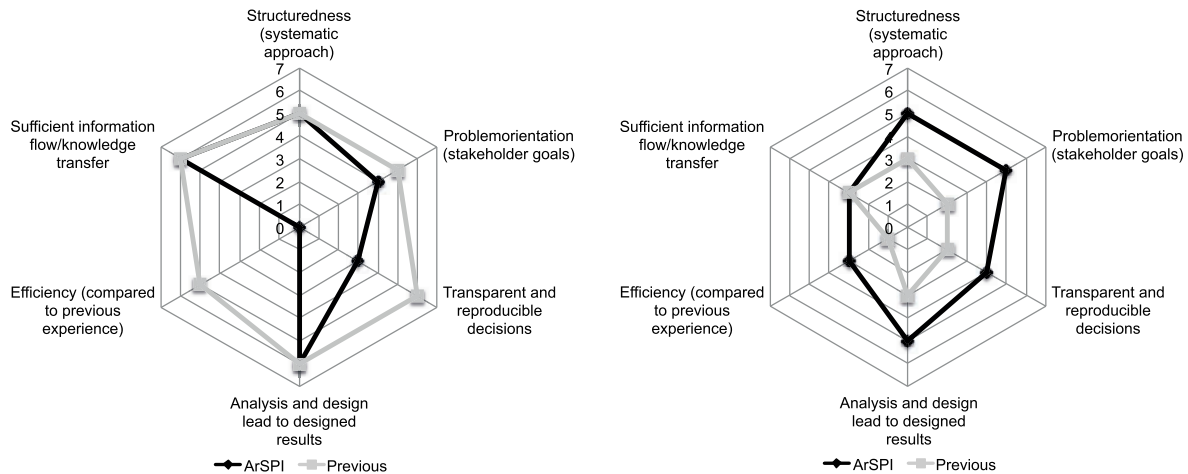 Structuredness
(systematic
approach)
7
6
5
4
3
2
1
0
Sufficient information
flow/knowledge
transfer
Problemorientation
(stakeholder goals)
Efficiency (compared
to previous
experience)
Transparent and
reproducible
decisions
Analysis and design
lead to designed
results
ArSPI Previous
Structuredness
(systematic
approach)
7
6
5
4
3
2
1
0
Sufficient information
flow/knowledge
transfer
Problemorientation
(stakeholder goals)
Efficiency (compared
to previous
experience)
Transparent and
reproducible
decisions
Analysis and design
lead to designed
results
ArSPI Previous